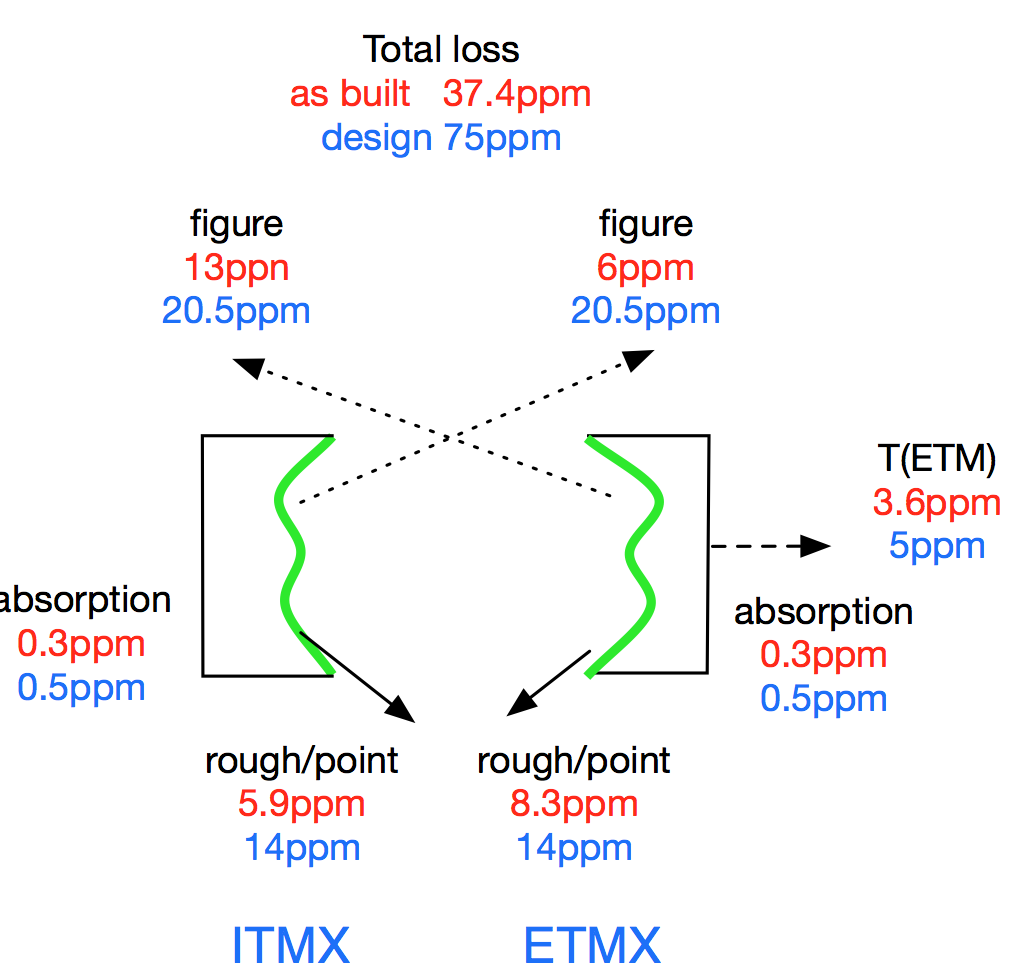 Total loss
as built 37.4ppm
design 75ppm
figure
13ppn
20.5ppm
figure
6ppm
20.5ppm
T(ETM)
3.6ppm
5ppm
absorption
0.3ppm
0.5ppm
absorption
0.3ppm
0.5ppm
rough/point
5.9ppm
14ppm
rough/point
8.3ppm
14ppm
ITMX
ETMX